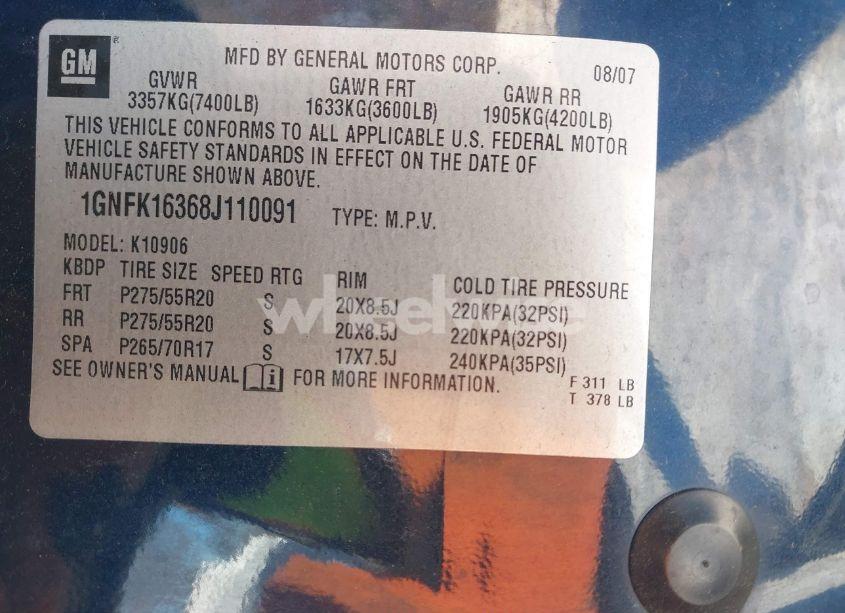 GM
MFD BY GENERAL MOTORS CORP. 08/07
GVWR GAWR FRT GAWR RR
3357KG(7400LB) 1633KG(3600LB) 1905KG(4200LB)
THIS VEHICLE CONFORMS TO ALL APPLICABLE U.S. FEDERAL MOTOR
VEHICLE SAFETY STANDARDS IN EFFECT ON THE DATE OF
MANUFACTURE SHOWN ABOVE.
1GNFK16368J110091 TYPE: M.P.V.
MODEL: K10906
KBDP TIRE SIZE SPEED RTG RIM COLD TIRE PRESSURE
FRT P275/55R20 S 20X8.5J 220KPA(32PSI)
RR P275/55R20 S 20X8.5J 220KPA(32PSI)
SPA P265/70R17 S 17X7.5J 240KPA(35PSI)
SEE OWNER'S MANUAL i FOR MORE INFORMATION.
F 311 LB
T 378 LB